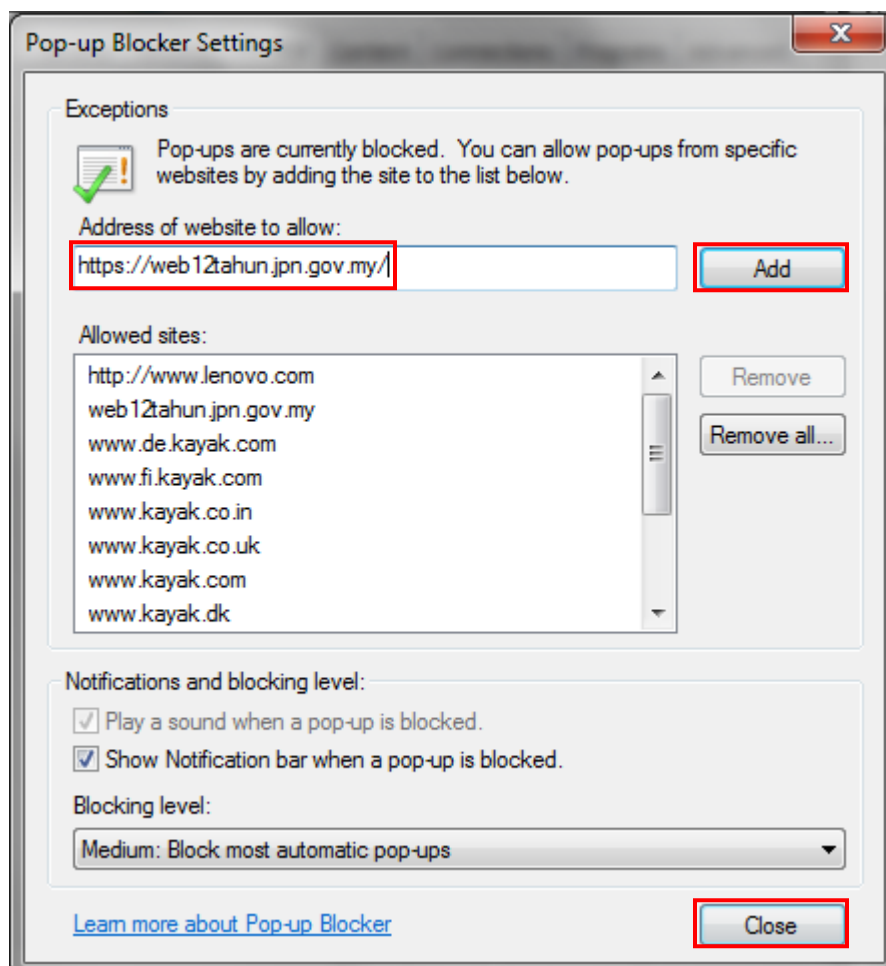 Pop-up Blocker Settings
Exceptions
Pop-ups are currently blocked. You can allow pop-ups from specific
websites by adding the site to the list below.
Address of website to allow:
https://web12tahun.jpn.gov.my/
Add
Allowed sites:
http://www.lenovo.com
web12tahun.jpn.gov.my
www.de.kayak.com
www.fi.kayak.com
www.kayak.co.in
www.kayak.co.uk
www.kayak.com
www.kayak.dk
Remove
Remove all...
Notifications and blocking level:
Play a sound when a pop-up is blocked.
Show Notification bar when a pop-up is blocked.
Blocking level:
Medium: Block most automatic pop-ups
Learn more about Pop-up Blocker
Close